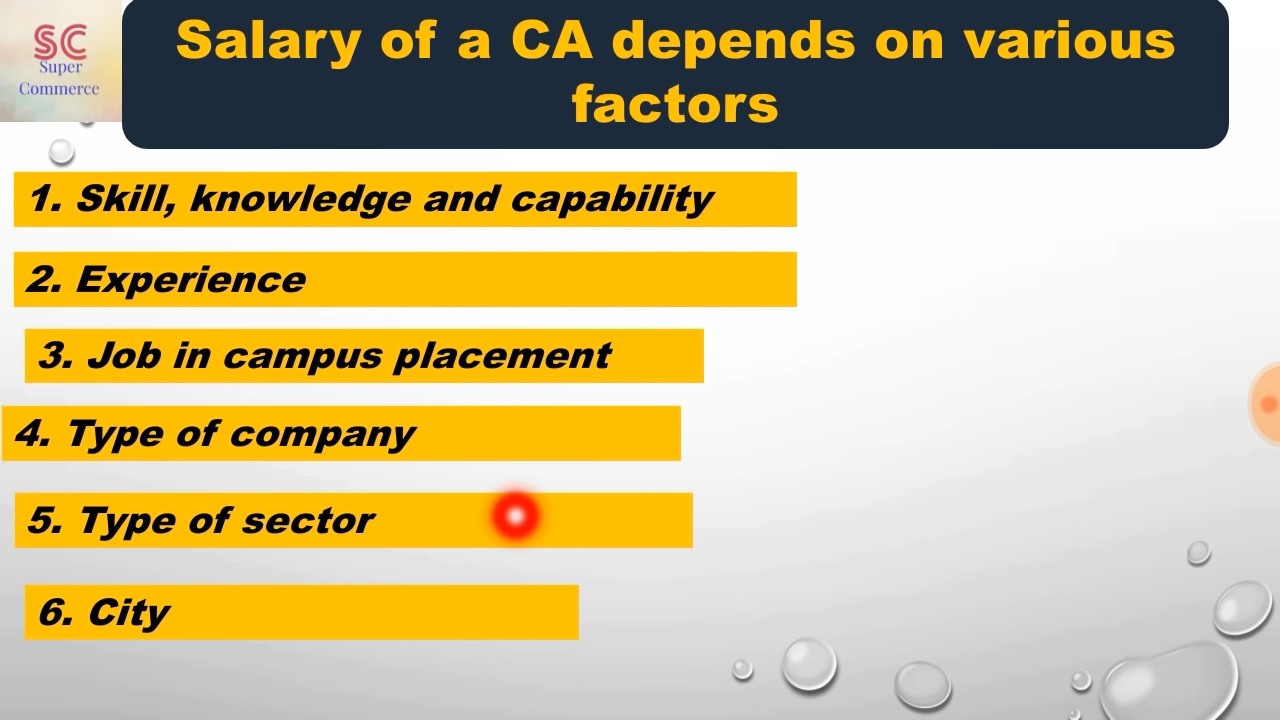 SC
Super
Commerce
Salary of a CA depends on various
factors
1. Skill, knowledge and capability
2. Experience
3. Job in campus placement
4. Type of company
5. Type of sector
6. City